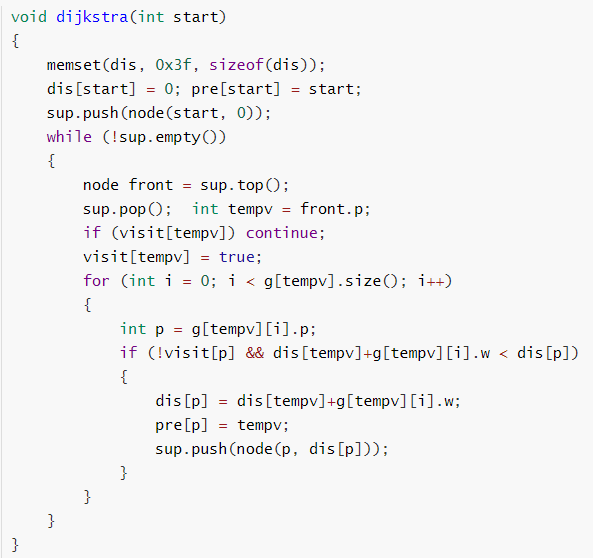 void dijkstra(int start)
{
    memset(dis, 0x3f, sizeof(dis));
    dis[start] = 0; pre[start] = start;
    sup.push(node(start, 0));
    while (!sup.empty())
    {
        node front = sup.top();
        sup.pop();  int tempv = front.p;
        if (visit[tempv]) continue;
        visit[tempv] = true;
        for (int i = 0; i < g[tempv].size(); i++)
        {
            int p = g[tempv][i].p;
            if (!visit[p] && dis[tempv]+g[tempv][i].w < dis[p])
            {
                dis[p] = dis[tempv]+g[tempv][i].w;
                pre[p] = tempv;
                sup.push(node(p, dis[p]));
            }
        }
    }
}